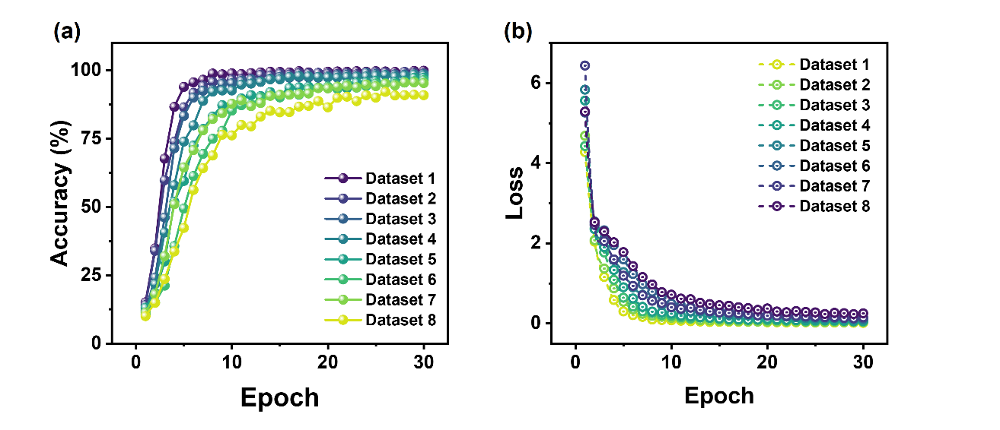 (a)
Accuracy (%)
100
75
50
25
0
Dataset 1
Dataset 2
Dataset 3
Dataset 4
Dataset 5
Dataset 6
Dataset 7
Dataset 8
0 10 20 30
Epoch
(b)
Loss
6
4
2
0
Dataset 1
Dataset 2
Dataset 3
Dataset 4
Dataset 5
Dataset 6
Dataset 7
Dataset 8
0 10 20 30
Epoch